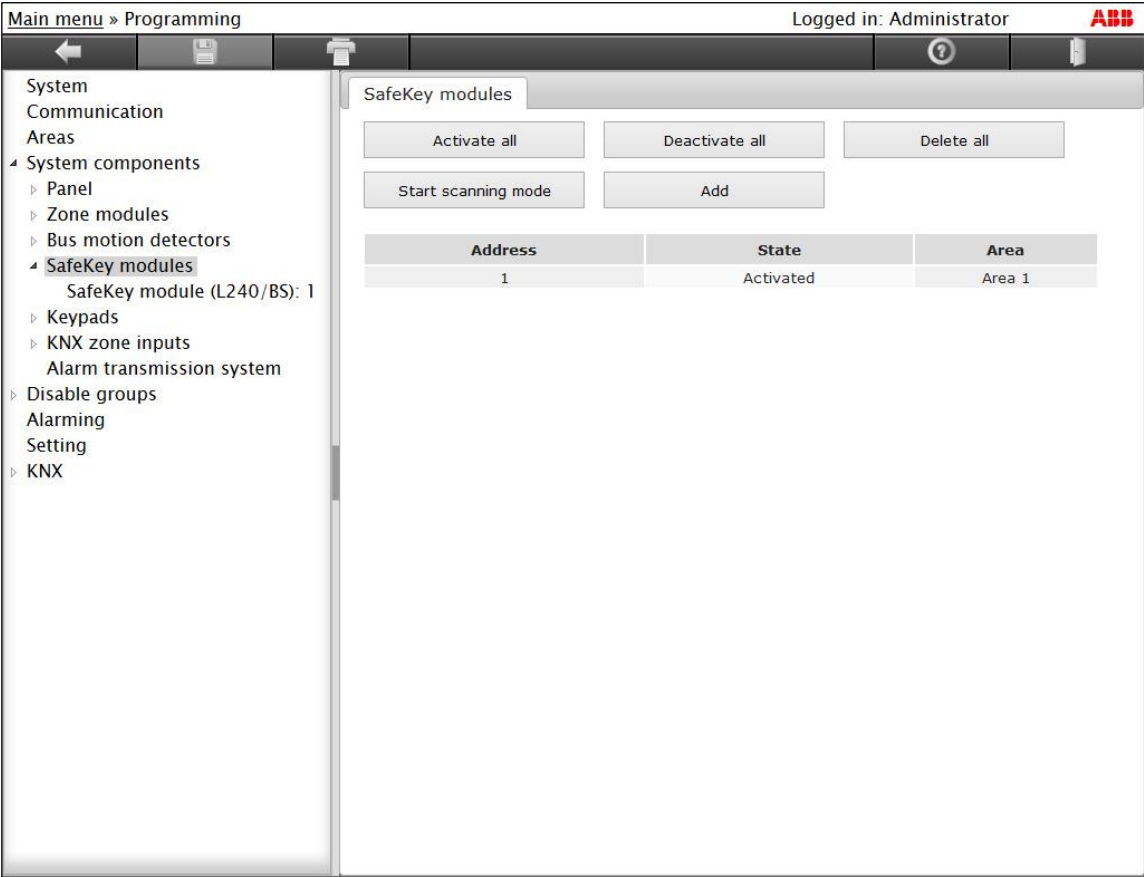 Main menu » Programming
Logged in: Administrator
ABB
System
Communication
Areas
System components
Panel
Zone modules
Bus motion detectors
SafeKey modules
SafeKey module (L240/BS): 1
Keypads
KNX zone inputs
Alarm transmission system
Disable groups
Alarming
Setting
KNX
SafeKey modules
Activate all
Deactivate all
Delete all
Start scanning mode
Add
Address State Area
1 Activated Area 1